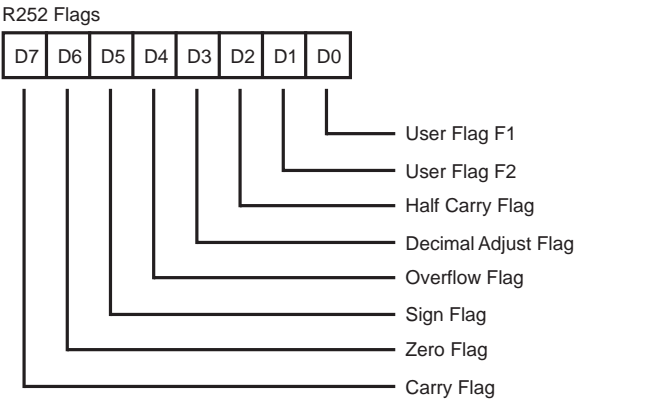 R252 Flags
D7 D6 D5 D4 D3 D2 D1 D0
User Flag F1
User Flag F2
Half Carry Flag
Decimal Adjust Flag
Overflow Flag
Sign Flag
Zero Flag
Carry Flag